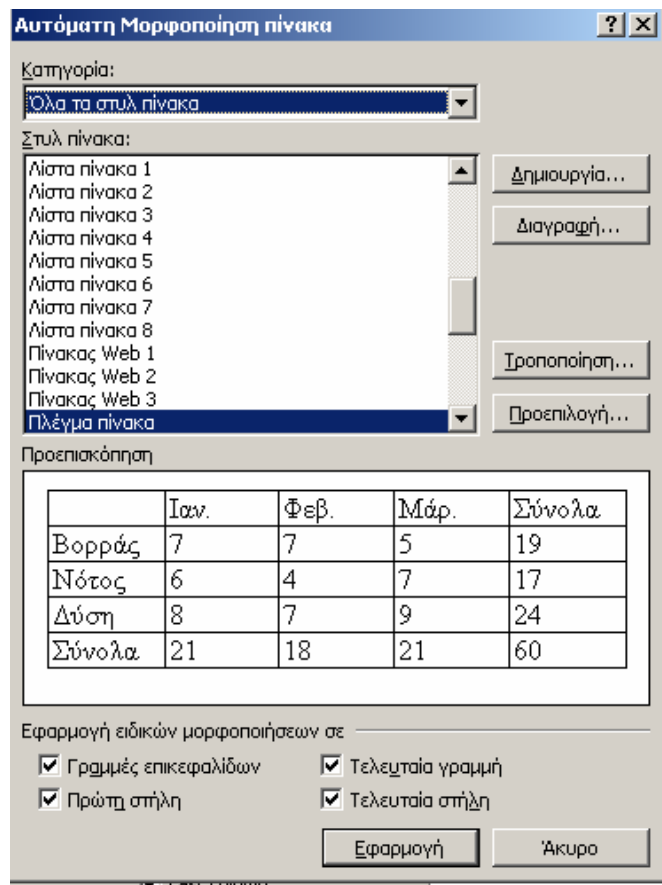 Αυτόματη Μορφοποίηση πίνακα
Κατηγορία:
Όλα τα στυλ πίνακα
Στυλ πίνακα:
Λίστα πίνακα 1
Λίστα πίνακα 2
Λίστα πίνακα 3
Λίστα πίνακα 4
Λίστα πίνακα 5
Λίστα πίνακα 6
Λίστα πίνακα 7
Λίστα πίνακα 8
Πίνακας Web 1
Πίνακας Web 2
Πίνακας Web 3
Πλέγμα πίνακα
Δημιουργία...
Διαγραφή...
Τροποποίηση...
Προεπιλογή...
Προεπισκόπηση
Ιαν. Φεβ. Μάρ. Σύνολα
Βορράς 7 7 5 19
Νότος 6 4 7 17
Δύση 8 7 9 24
Σύνολα 21 18 21 60
Εφαρμογή ειδικών μορφοποιήσεων σε
Γραμμές επικεφαλίδων Τελευταία γραμμή
Πρώτη στήλη Τελευταία στήλη
Εφαρμογή Άκυρο